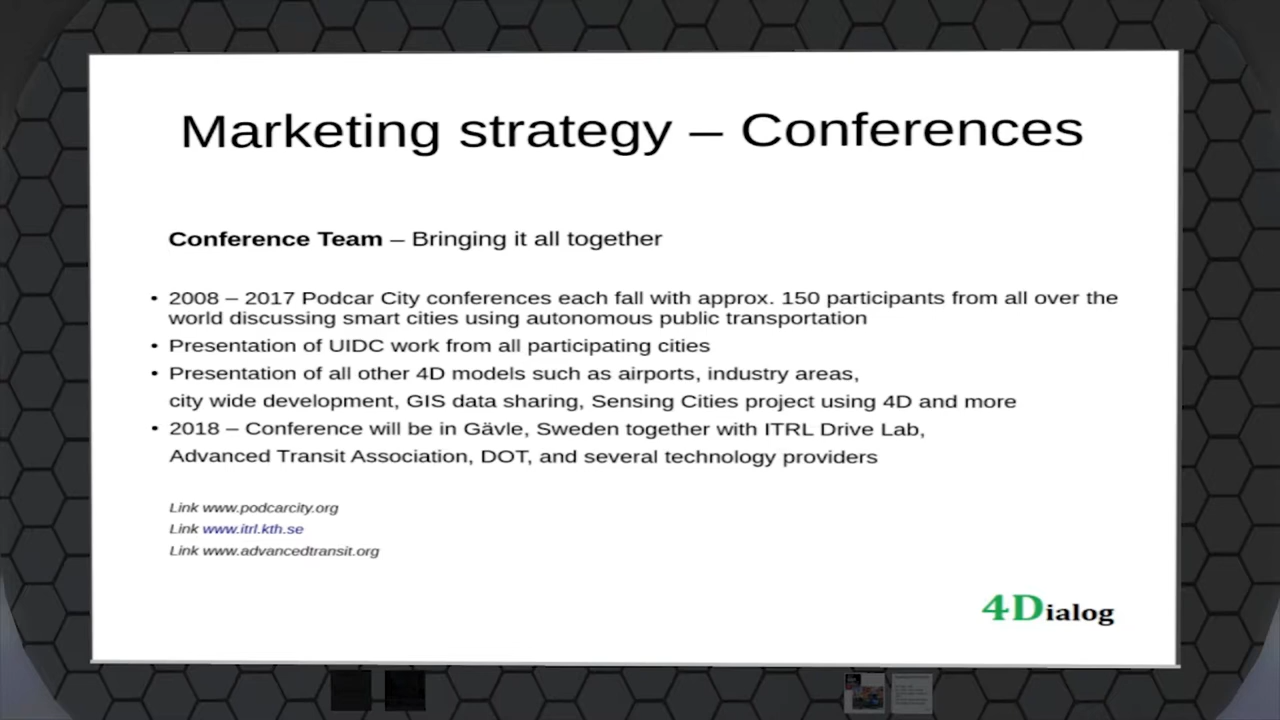 Marketing strategy – Conferences
Conference Team – Bringing it all together
• 2008 – 2017 Podcar City conferences each fall with approx. 150 participants from all over the
world discussing smart cities using autonomous public transportation
• Presentation of UIDC work from all participating cities
• Presentation of all other 4D models such as airports, industry areas,
city wide development, GIS data sharing, Sensing Cities project using 4D and more
• 2018 – Conference will be in Gävle, Sweden together with ITRL Drive Lab,
Advanced Transit Association, DOT, and several technology providers
Link www.podcarcity.org
Link www.itrl.kth.se
Link www.advancedtransit.org
4Dialog